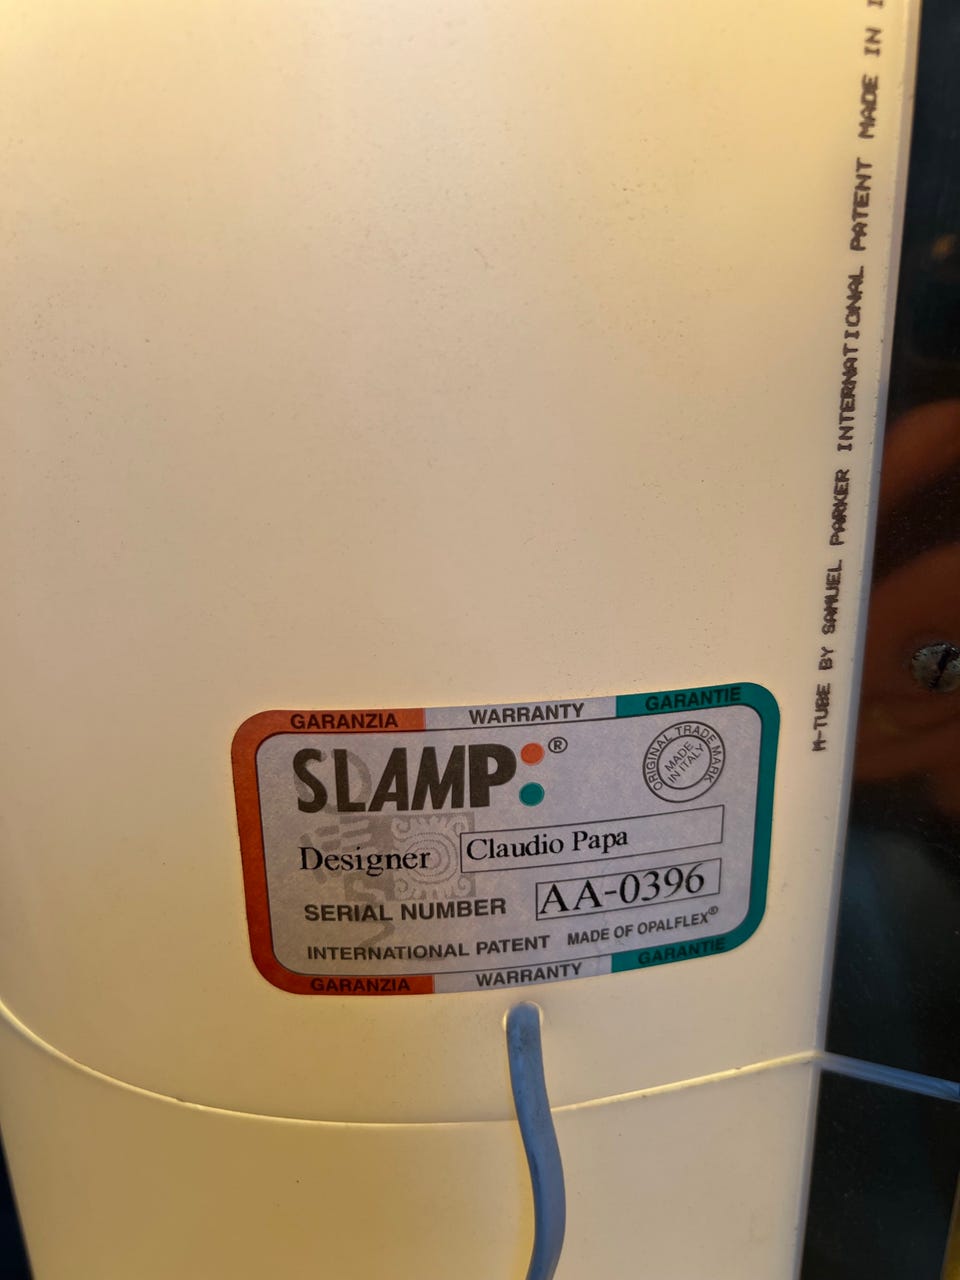 M-TUBE BY SAMUEL PARKER INTERNATIONAL PATENT MADE IN I
GARANZIA WARRANTY GARANTIE
SLAMP®
ORIGINAL TRADE MARK
MADE
IN ITALY
Designer Claudio Papa
SERIAL NUMBER AA-0396
INTERNATIONAL PATENT MADE OF OPALFLEX®
GARANZIA WARRANTY GARANTIE